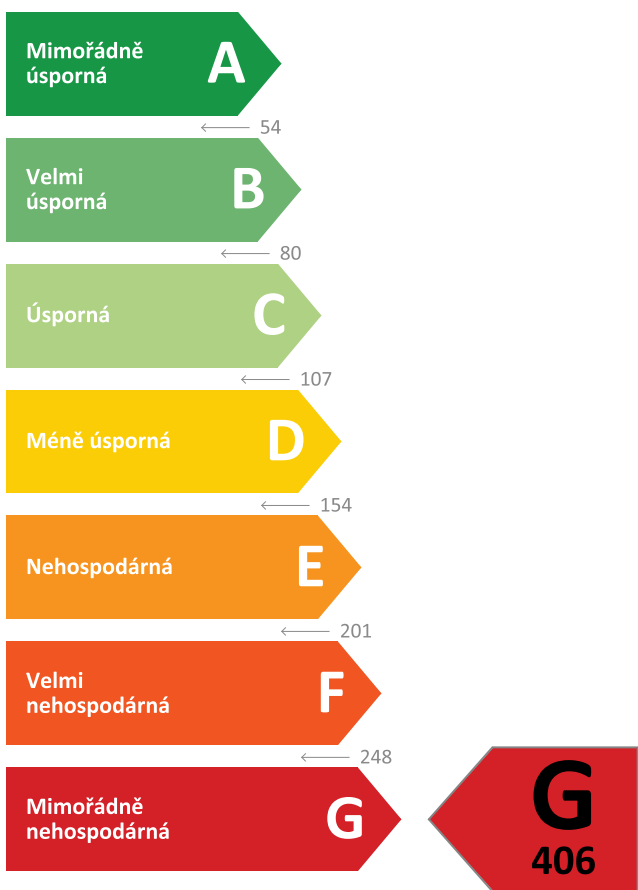 Mimořádně
úsporná
A
54
Velmi
úsporná
B
80
Úsporná
C
107
Méně úsporná
D
154
Nehospodárná
E
201
Velmi
nehospodárná
F
248
Mimořádně
nehospodárná
G
G
406